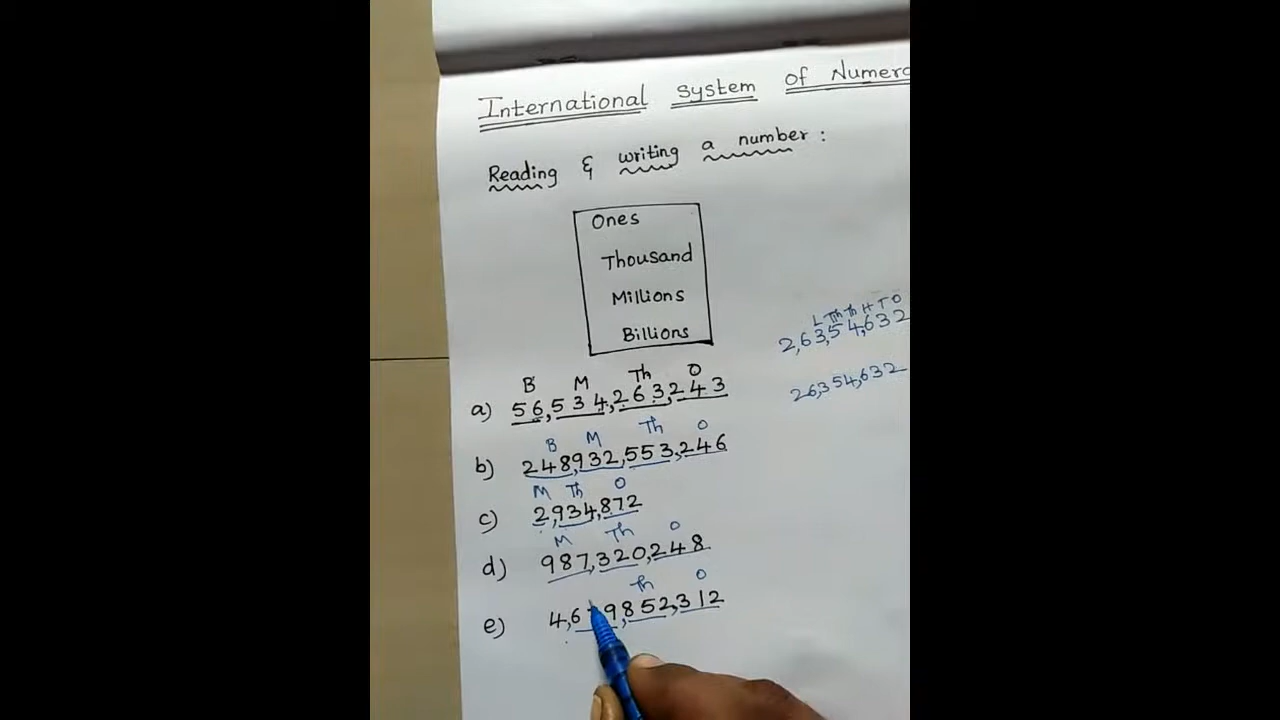 International system of Numera
Reading & writing a number :
Ones
Thousand
Millions
Billions
L Th Th H T O
2,63,54,632
26,354,632
B M Th O
a) 56,534,263,243
B M Th O
b) 248,932,553,246
M Th O
c) 2,934,872
M Th O
d) 987,320,248
Th O
e) 4,6 9,852,312